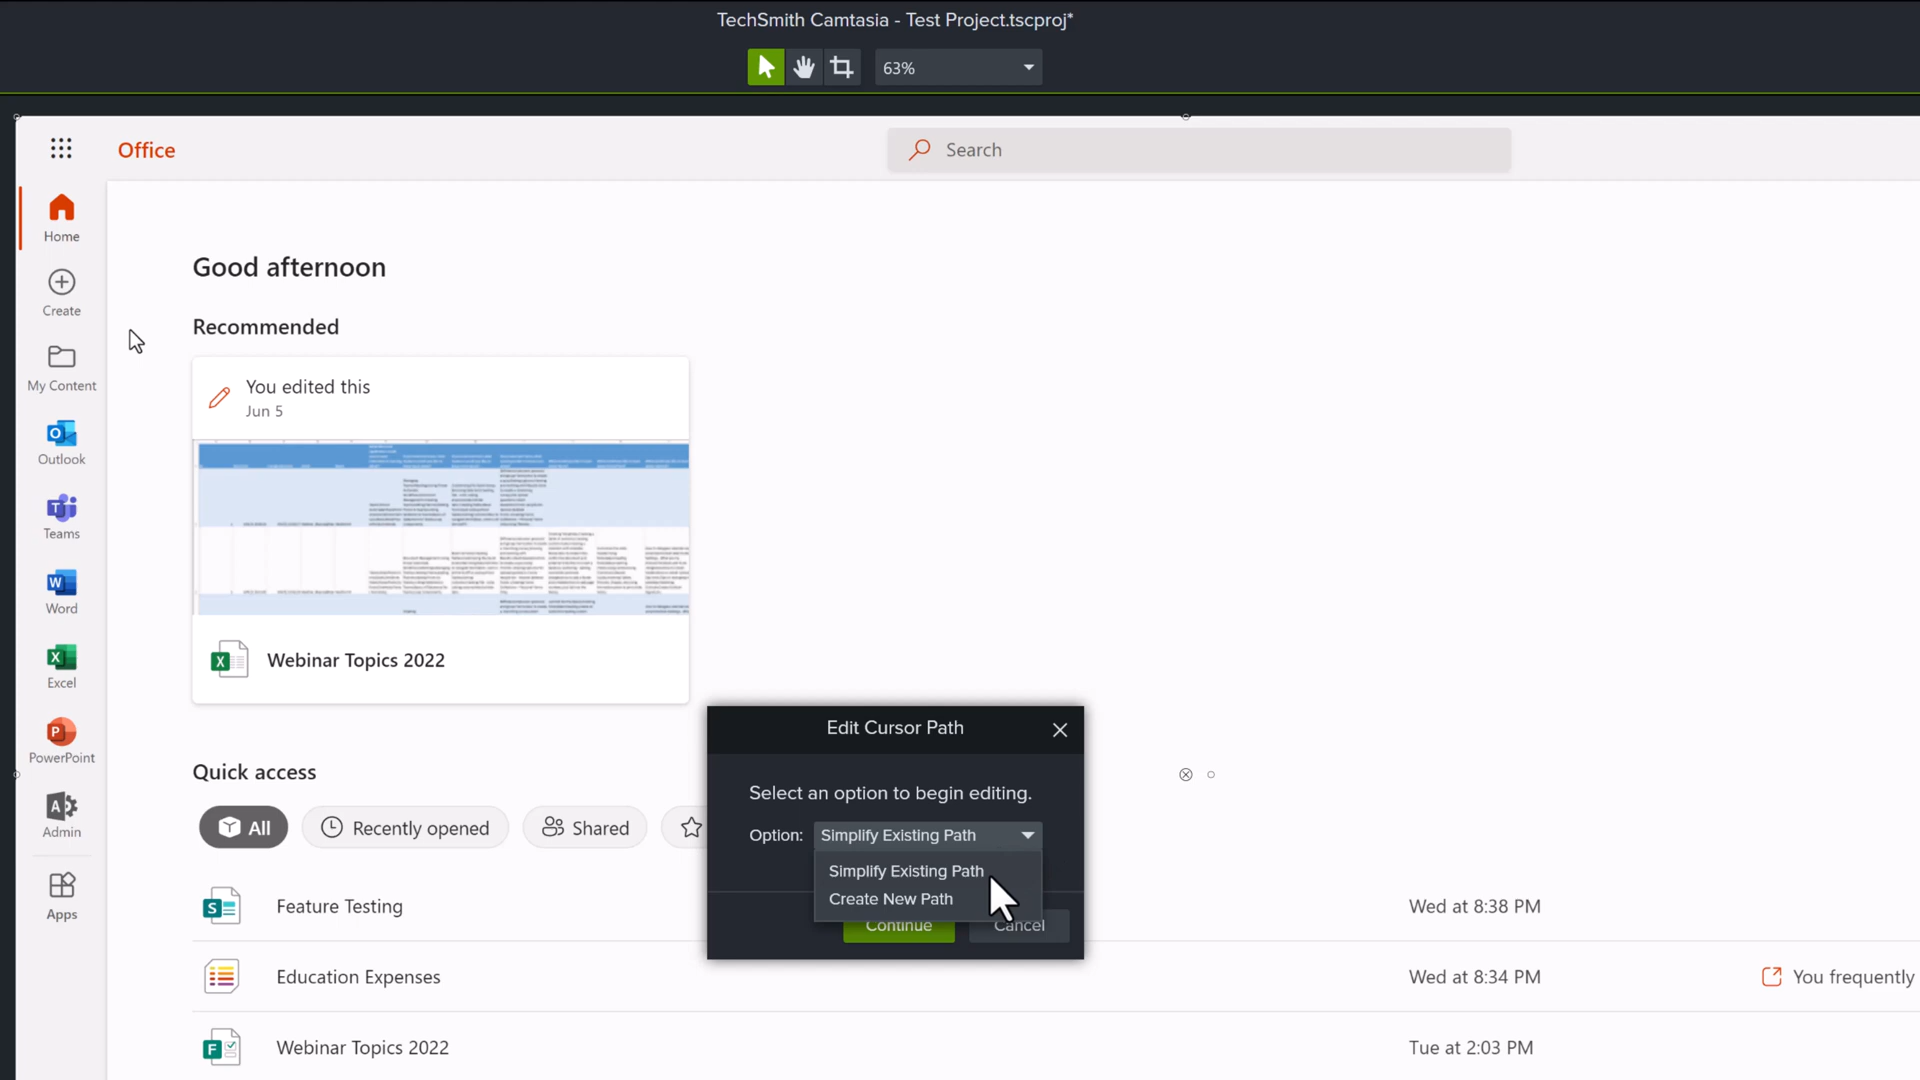 TechSmith Camtasia - Test Project.tscproj*
63%
Office
Search
Home
Create
My Content
Outlook
Teams
Word
Excel
PowerPoint
Admin
Apps
Good afternoon
Recommended
You edited this
Jun 5
Webinar Topics 2022
Quick access
All
Recently opened
Shared
Feature Testing
Wed at 8:38 PM
Education Expenses
Wed at 8:34 PM
You frequently
Webinar Topics 2022
Tue at 2:03 PM
Edit Cursor Path
Select an option to begin editing.
Option: Simplify Existing Path
Simplify Existing Path
Create New Path
Continue
Cancel